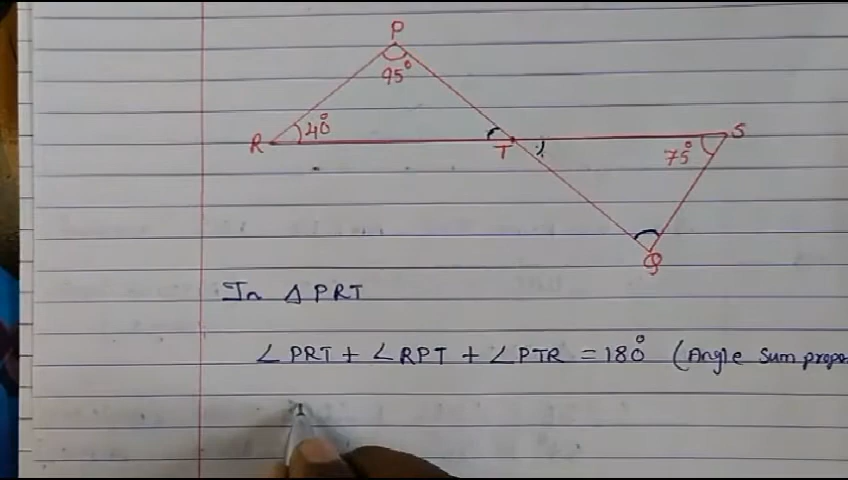 P
95°
R 40° T 75° S
Q
In △PRT
∠PRT + ∠RPT + ∠PTR = 180° (Angle sum prope